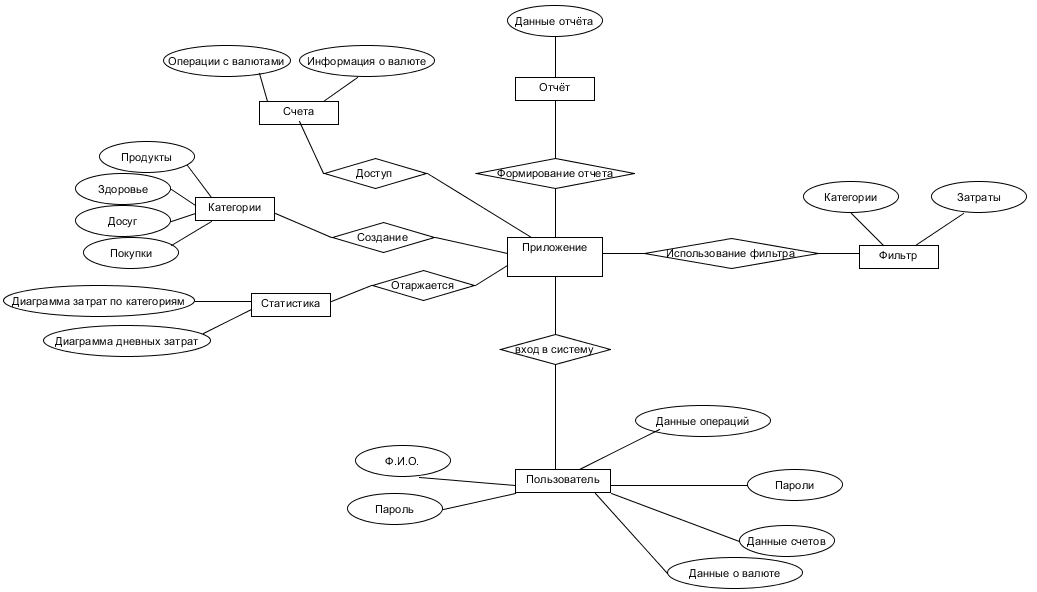 Данные отчёта
Операции с валютами
Информация о валюте
Отчёт
Счета
Продукты
Доступ
Формирование отчета
Здоровье
Категории
Затраты
Категории
Досуг
Создание
Приложение
Покупки
Использование фильтра
Фильтр
Отаржается
Диаграмма затрат по категориям
Статистика
Диаграмма дневных затрат
вход в систему
Данные операций
Ф.И.О.
Пользователь
Пароли
Пароль
Данные счетов
Данные о валюте